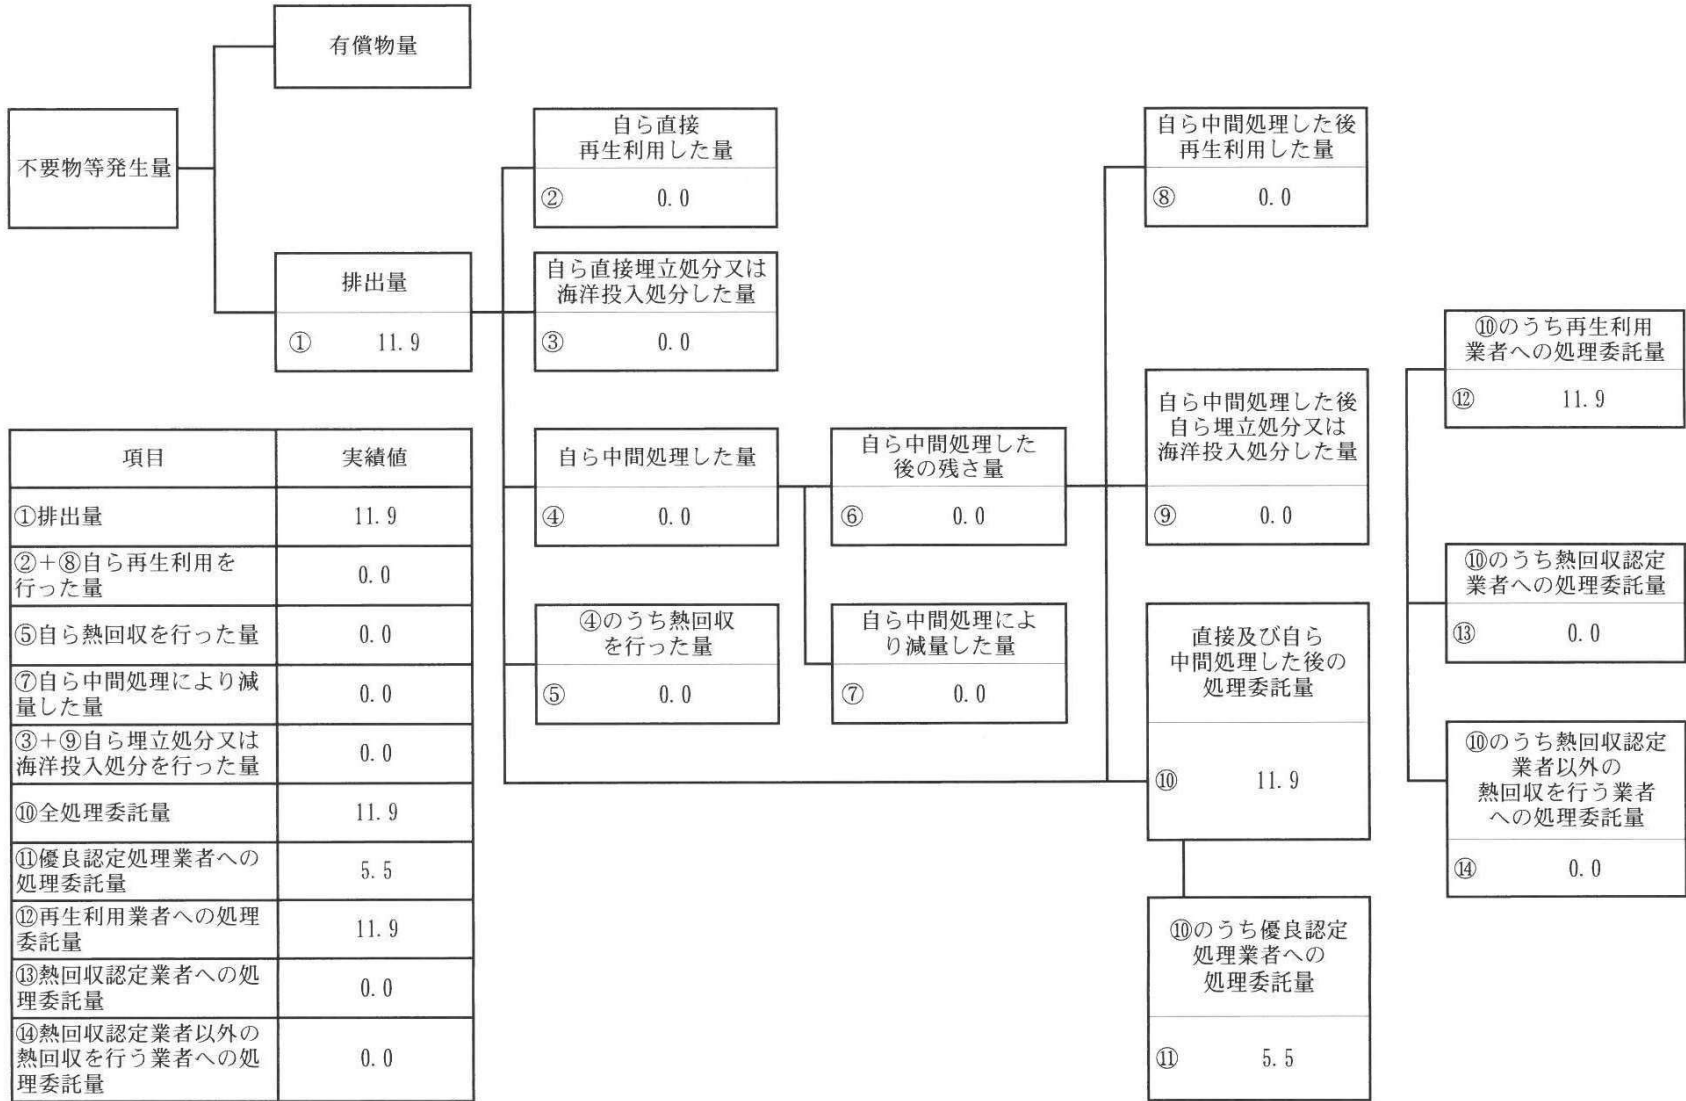 有償物量
不要物等発生量
排出量
① 11.9
自ら直接
再生利用した量
② 0.0
自ら直接埋立処分又は
海洋投入処分した量
③ 0.0
自ら中間処理した量
④ 0.0
④のうち熱回収
を行った量
⑤ 0.0
自ら中間処理した
後の残さ量
⑥ 0.0
自ら中間処理によ
り減量した量
⑦ 0.0
自ら中間処理した後
再生利用した量
⑧ 0.0
自ら中間処理した後
自ら埋立処分又は
海洋投入処分した量
⑨ 0.0
直接及び自ら
中間処理した後の
処理委託量
⑩ 11.9
⑩のうち優良認定
処理業者への
処理委託量
⑪ 5.5
⑩のうち再生利用
業者への処理委託量
⑫ 11.9
⑩のうち熱回収認定
業者への処理委託量
⑬ 0.0
⑩のうち熱回収認定
業者以外の
熱回収を行う業者
への処理委託量
⑭ 0.0
項目 実績値
①排出量 11.9
②+⑧自ら再生利用を
行った量 0.0
⑤自ら熱回収を行った量 0.0
⑦自ら中間処理により減
量した量 0.0
③+⑨自ら埋立処分又は
海洋投入処分を行った量 0.0
⑩全処理委託量 11.9
⑪優良認定処理業者への
処理委託量 5.5
⑫再生利用業者への処理
委託量 11.9
⑬熱回収認定業者への処
理委託量 0.0
⑭熱回収認定業者以外の
熱回収を行う業者への処
理委託量 0.0